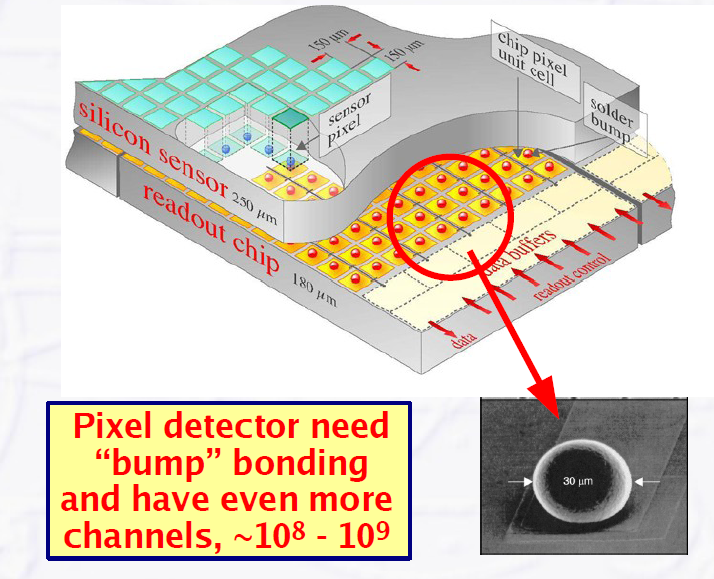 150 µm
150 µm
chip pixel
unit cell
solder
bump
sensor
pixel
silicon sensor 250 µm
readout chip
180 µm
data buffers
readout control
data
Pixel detector need
“bump” bonding
and have even more
channels, ~10⁸ - 10⁹
30 µm